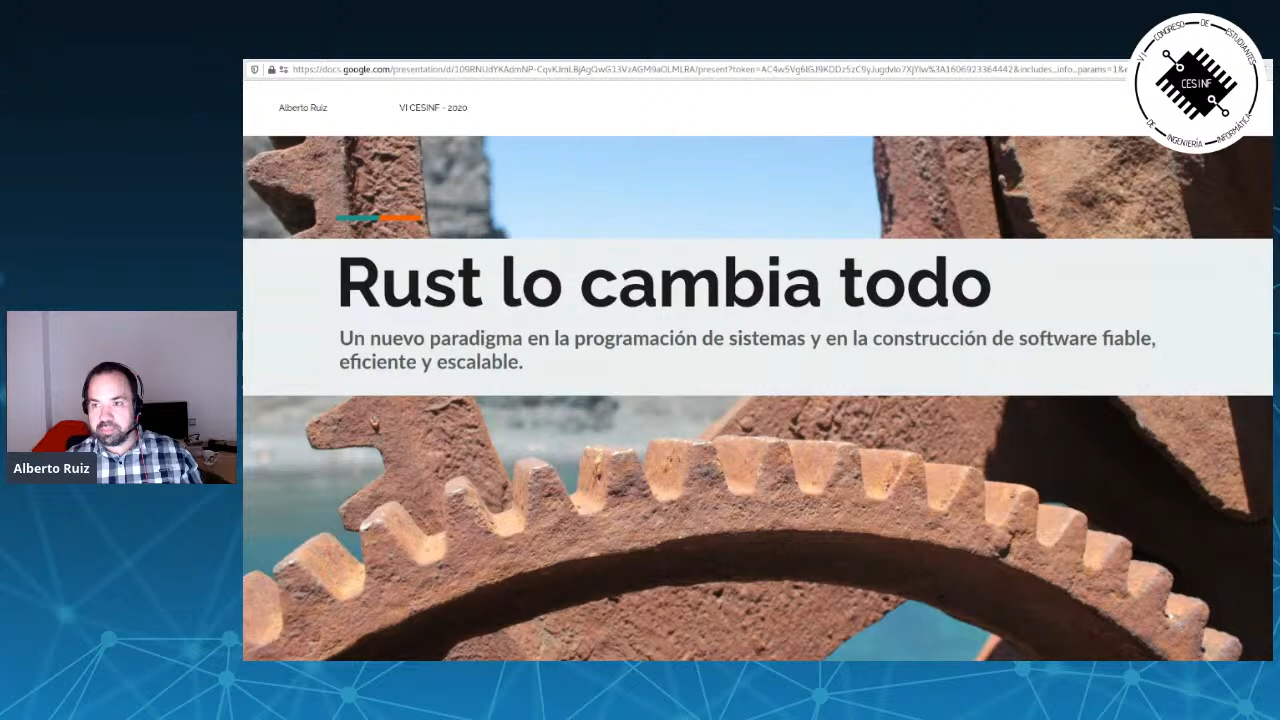 Alberto Ruiz
VI CESINF - 2020
VI CONGRESO DE ESTUDIANTES
CESINF
DE INGENIERÍA INFORMÁTICA
Rust lo cambia todo
Un nuevo paradigma en la programación de sistemas y en la construcción de software fiable,
eficiente y escalable.
Alberto Ruiz